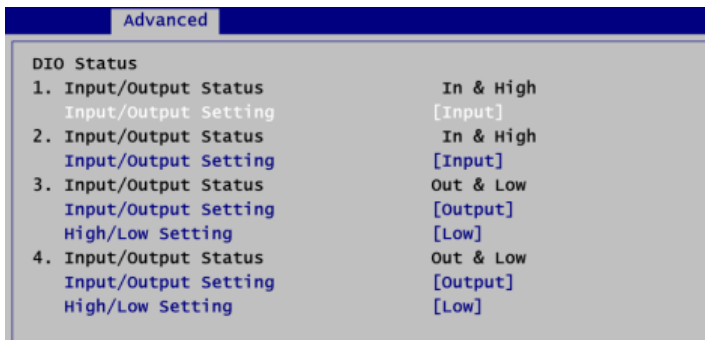 Advanced
DIO Status
1. Input/Output Status In & High
Input/Output Setting [Input]
2. Input/Output Status In & High
Input/Output Setting [Input]
3. Input/Output Status Out & Low
Input/Output Setting [Output]
High/Low Setting [Low]
4. Input/Output Status Out & Low
Input/Output Setting [Output]
High/Low Setting [Low]